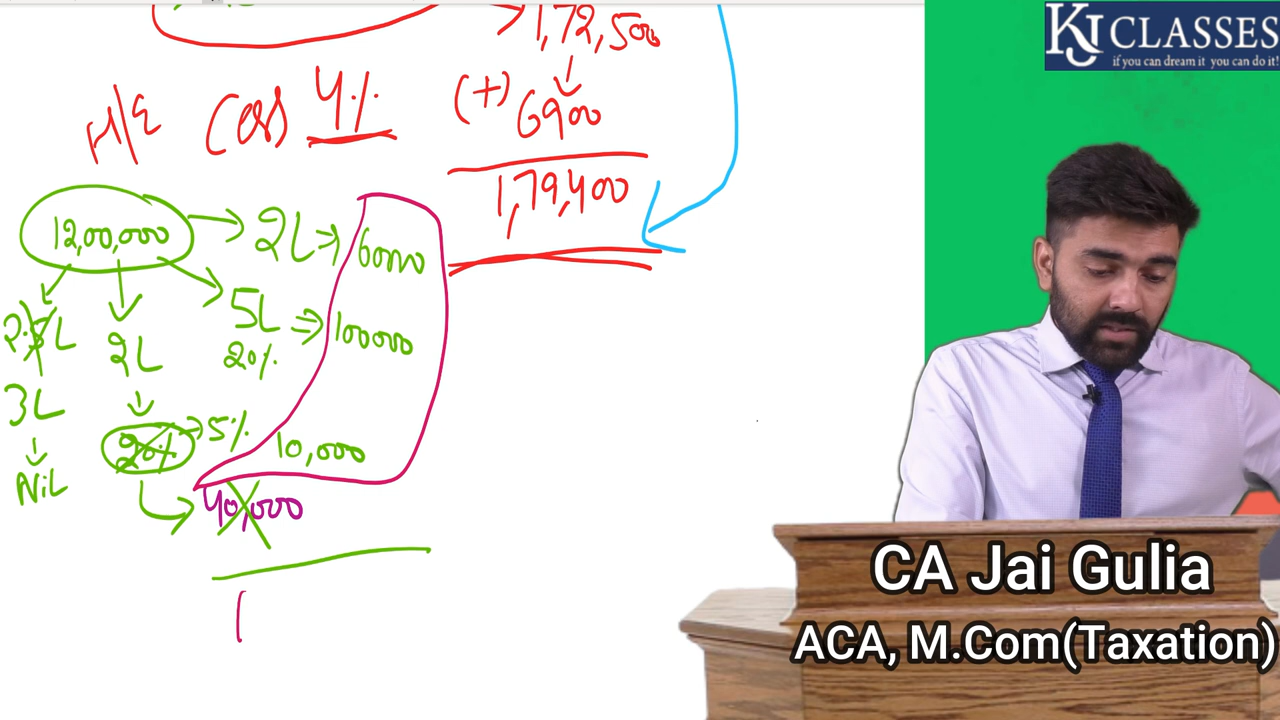 1,72,500
H/E Cess 4% (+) 6900
1,79,400
12,00,000 → 2L ⇒ 60000
2.5L 2L 5L ⇒ 100000
20%
3L
20% → 5% 10,000
NiL
40,000
KJ CLASSES
if you can dream it you can do it!
CA Jai Gulia
ACA, M.Com(Taxation)